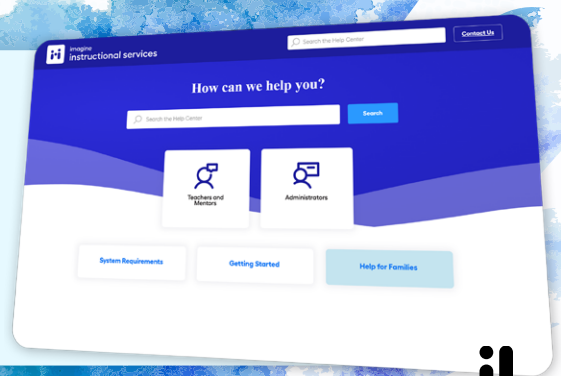 imagine
instructional services
Search the Help Center
Contact Us
How can we help you?
Search the Help Center
Search
Teachers and
Mentors
Administrators
System Requirements
Getting Started
Help for Families